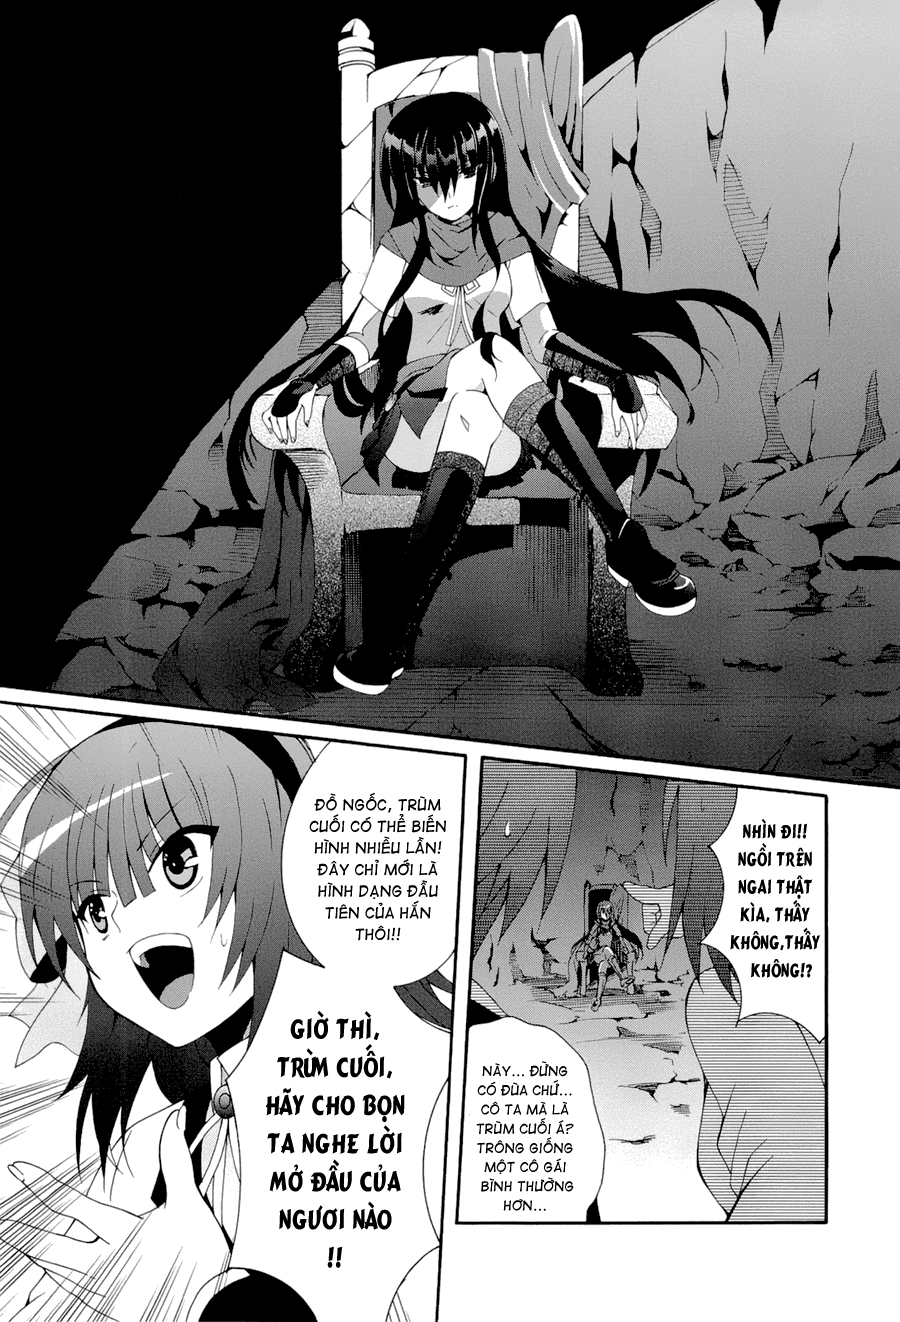 NHÌN ĐI!!
NGỒI TRÊN
NGAI THẬT
KÌA, THẤY
KHÔNG,THẤY
KHÔNG!?
NÀY... ĐỪNG
CÓ ĐÙA CHỨ...
CÔ TA MÀ LÀ
TRÙM CUỐI Á?
TRÔNG GIỐNG
MỘT CÔ GÁI
BÌNH THƯỜNG
HƠN...
ĐỒ NGỐC, TRÙM
CUỐI CÓ THỂ BIẾN
HÌNH NHIỀU LẦN!
ĐÂY CHỈ MỚI LÀ
HÌNH DẠNG ĐẦU
TIÊN CỦA HẮN
THÔI!!
GIỜ THÌ,
TRÙM CUỐI,
HÃY CHO BỌN
TA NGHE LỜI
MỞ ĐẦU CỦA
NGƯƠI NÀO
!!